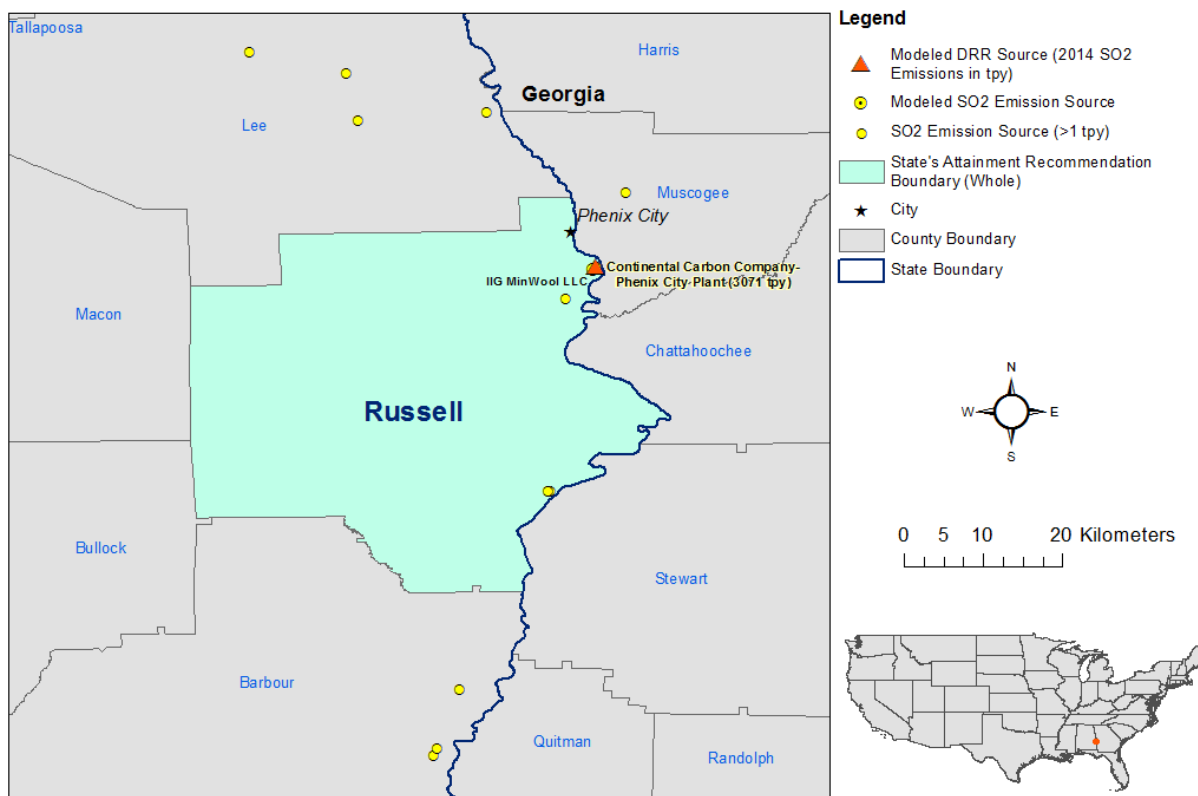 Tallapoosa
Harris
Georgia
Lee
Muscogee
Phenix City
Continental Carbon Company-
Phenix City Plant (3071 tpy)
IIG MinWool LLC
Macon
Chattahoochee
Russell
Bullock
Stewart
Barbour
Quitman
Randolph
Legend
Modeled DRR Source (2014 SO2
Emissions in tpy)
Modeled SO2 Emission Source
SO2 Emission Source (>1 tpy)
State's Attainment Recommendation
Boundary (Whole)
City
County Boundary
State Boundary
N
W E
S
0 5 10 20 Kilometers